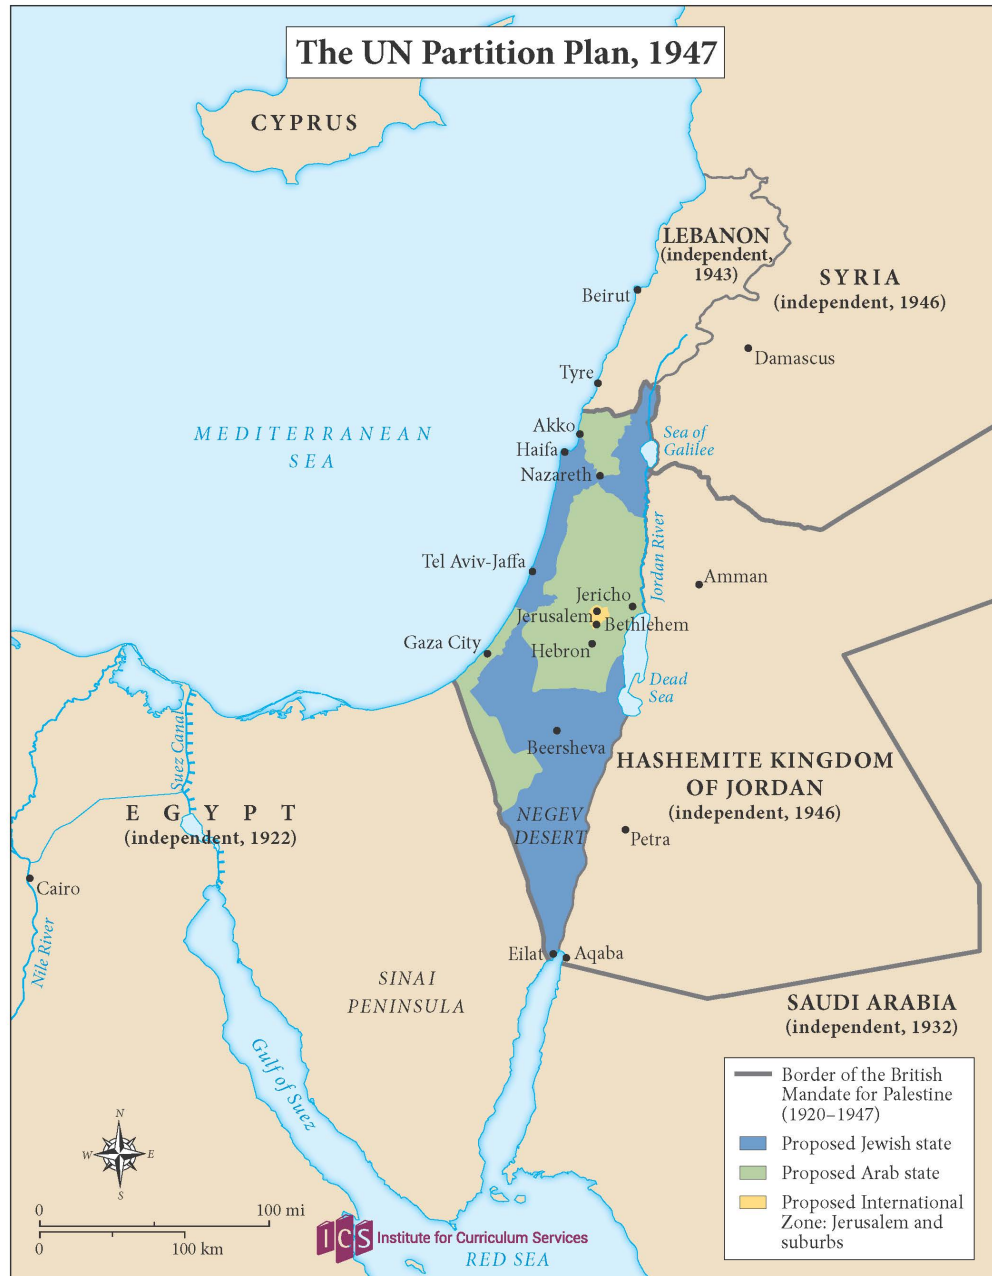 The UN Partition Plan, 1947
CYPRUS
LEBANON
(independent,
1943)
SYRIA
(independent, 1946)
Beirut
Damascus
Tyre
MEDITERRANEAN
SEA
Akko
Haifa
Nazareth
Sea of
Galilee
Jordan River
Tel Aviv-Jaffa
Amman
Jericho
Jerusalem
Bethlehem
Gaza City
Hebron
Dead
Sea
Suez Canal
Beersheva
HASHEMITE KINGDOM
OF JORDAN
(independent, 1946)
EGYPT
(independent, 1922)
NEGEV
DESERT
Petra
Cairo
Nile River
Eilat
Aqaba
SINAI
PENINSULA
SAUDI ARABIA
(independent, 1932)
Gulf of Suez
Border of the British
Mandate for Palestine
(1920–1947)
Proposed Jewish state
Proposed Arab state
Proposed International
Zone: Jerusalem and
suburbs
N
W E
S
0 100 mi
0 100 km
ICS Institute for Curriculum Services
RED SEA